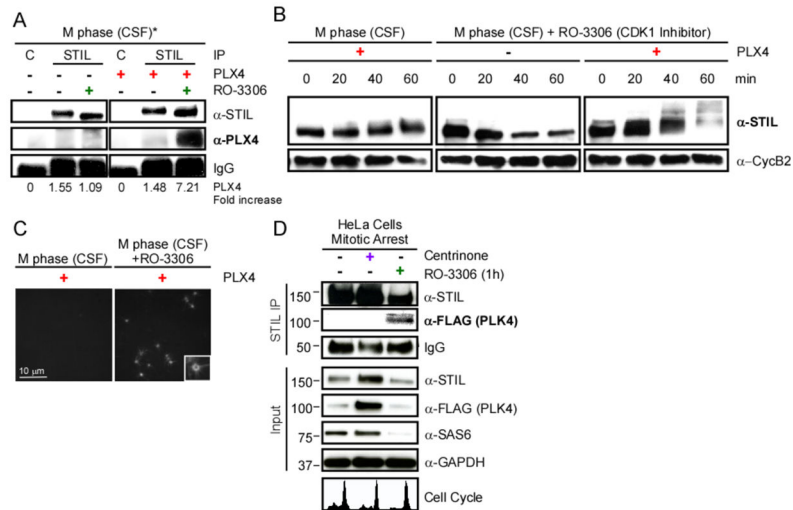 A
M phase (CSF)*
C STIL C STIL IP
- - - + + + PLX4
- - + - - + RO-3306
α-STIL
α-PLX4
IgG
0 1.55 1.09 0 1.48 7.21 PLX4
Fold increase
B
M phase (CSF) M phase (CSF) + RO-3306 (CDK1 Inhibitor)
+ - + PLX4
0 20 40 60 0 20 40 60 0 20 40 60 min
α-STIL
α-CycB2
C
M phase (CSF) M phase (CSF)
+RO-3306
+ + PLX4
10 µm
D
HeLa Cells
Mitotic Arrest
- + - Centrinone
- - + RO-3306 (1h)
STIL IP
150 α-STIL
100 α-FLAG (PLK4)
50 IgG
Input
150 α-STIL
100 α-FLAG (PLK4)
75 α-SAS6
37 α-GAPDH
Cell Cycle